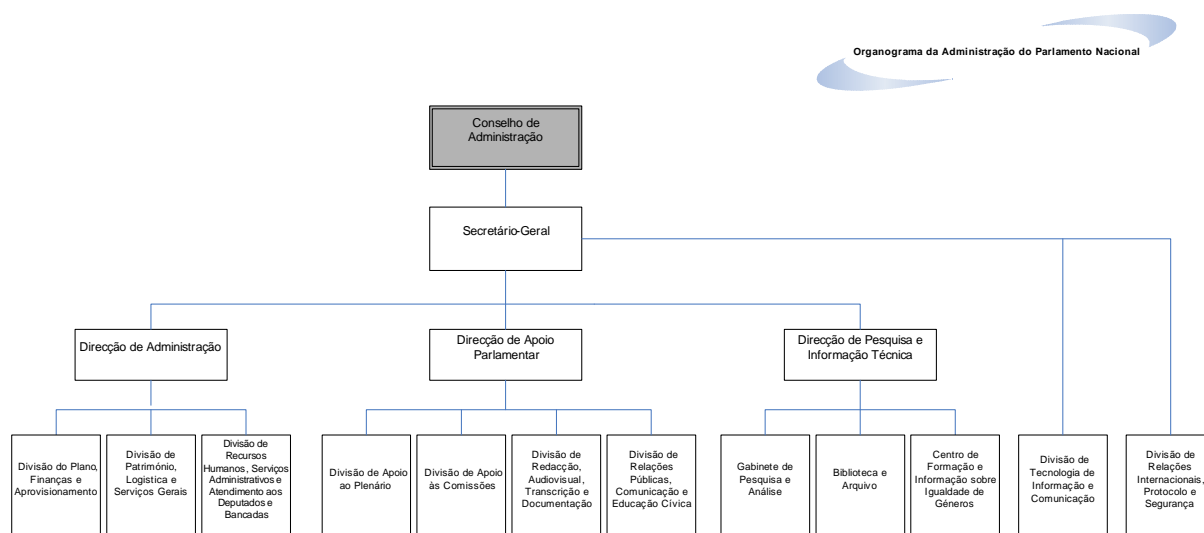 Organograma da Administração do Parlamento Nacional
Conselho de
Administração
Secretário-Geral
Direcção de Administração
Direcção de Apoio
Parlamentar
Direcção de Pesquisa e
Informação Técnica
Divisão do Plano,
Finanças e
Aprovisionamento
Divisão de
Património,
Logistica e
Serviços Gerais
Divisão de
Recursos
Humanos, Serviços
Administrativos e
Atendimento aos
Deputados e
Bancadas
Divisão de Apoio
ao Plenário
Divisão de Apoio
às Comissões
Divisão de
Redacção,
Audiovisual,
Transcrição e
Documentação
Divisão de
Relações
Públicas,
Comunicação e
Educação Cívica
Gabinete de
Pesquisa e
Análise
Biblioteca e
Arquivo
Centro de
Formação e
Informação sobre
Igualdade de
Géneros
Divisão de
Tecnologia de
Informação e
Comunicação
Divisão de
Relações
Internacionais,
Protocolo e
Segurança